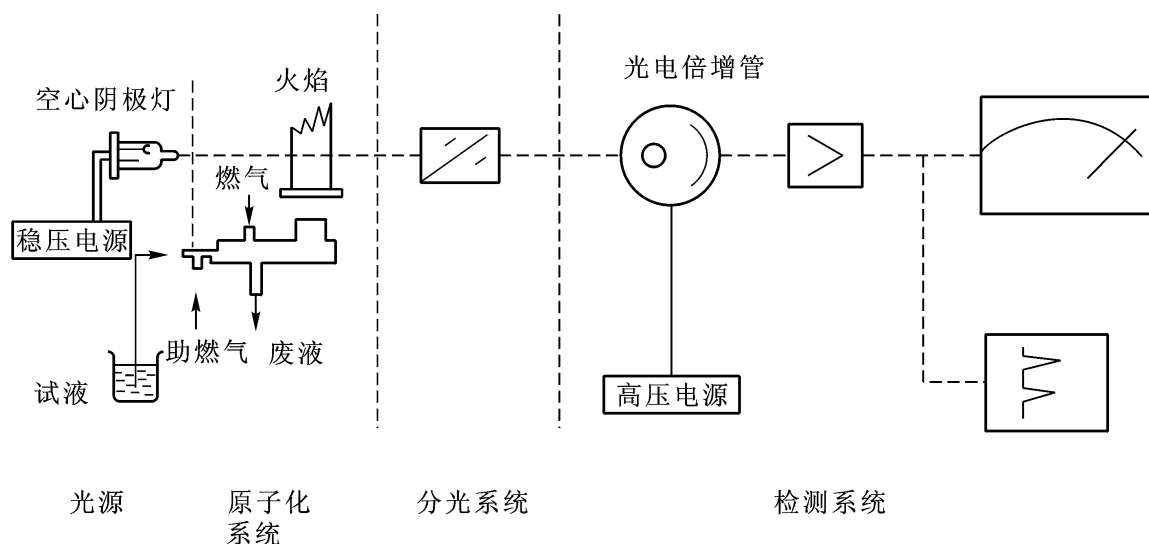 光电倍增管
火焰
空心阴极灯
燃气
稳压电源
助燃气
废液
试液
高压电源
光源
原子化
系统
分光系统
检测系统